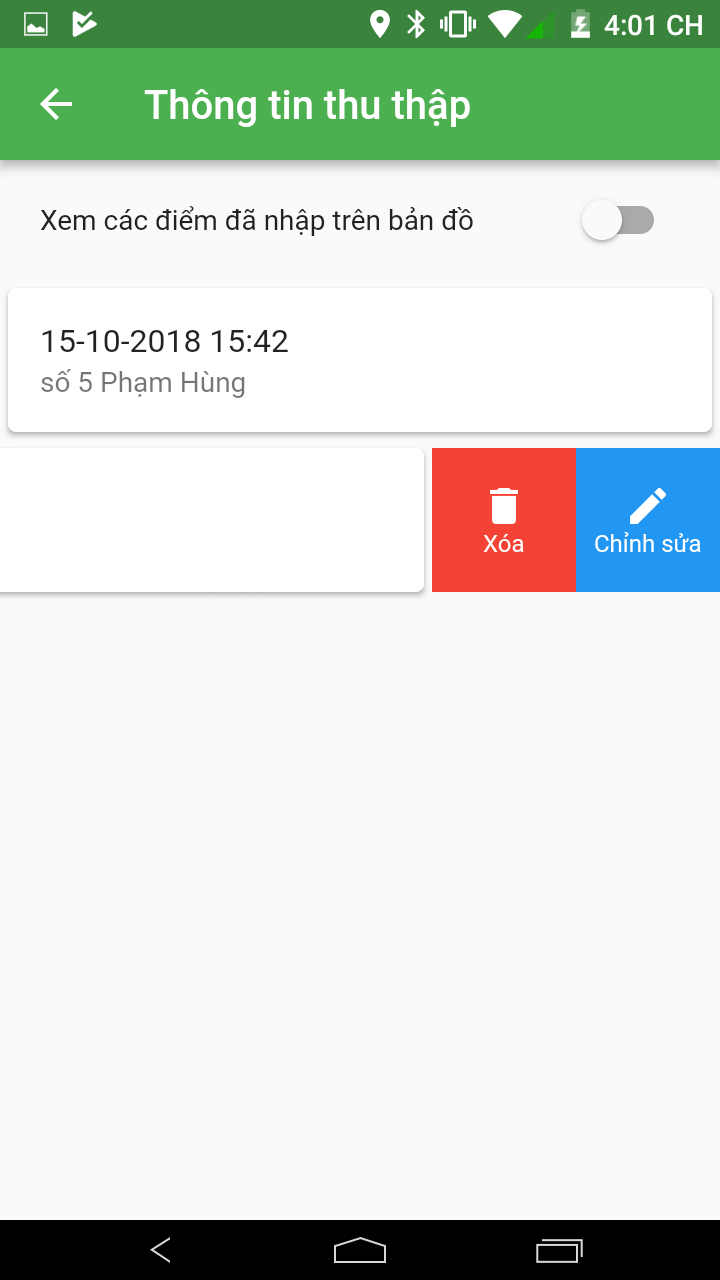 4:01 CH
Thông tin thu thập
Xem các điểm đã nhập trên bản đồ
15-10-2018 15:42
số 5 Phạm Hùng
Xóa
Chỉnh sửa